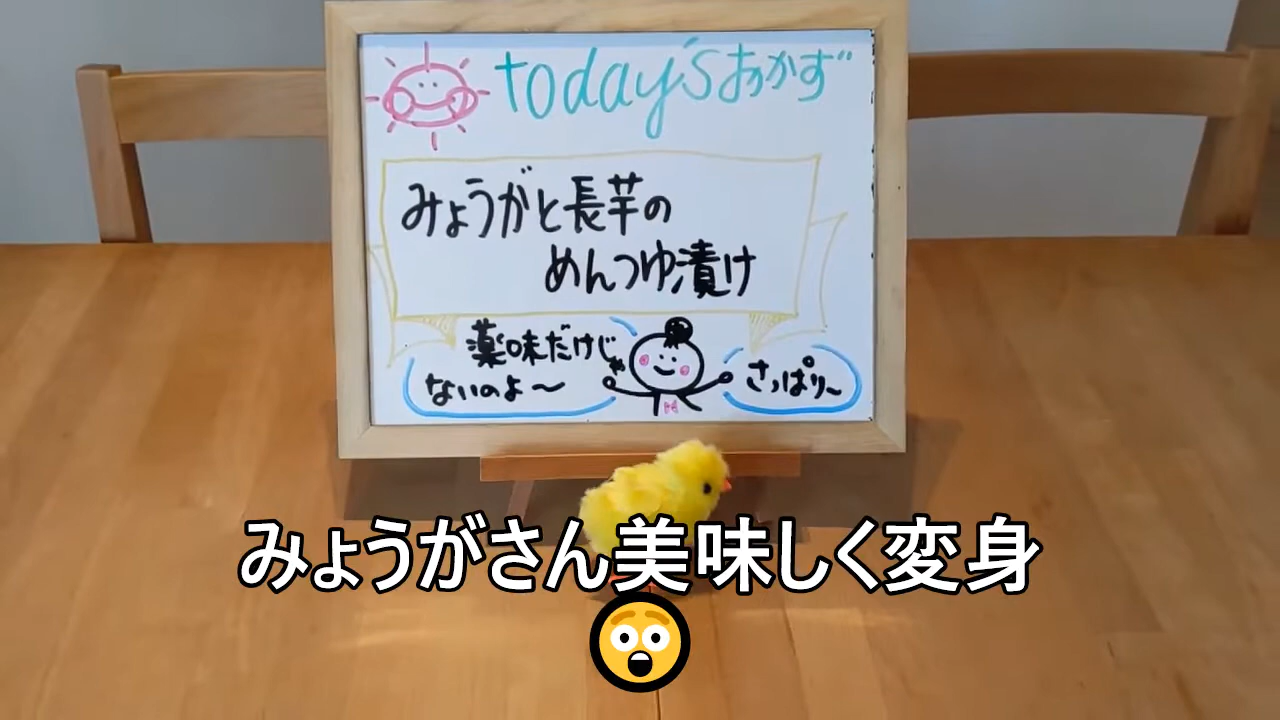 today'sおかず
みょうがと長芋の
めんつゆ漬け
薬味だけじゃ
ないのよ～
さっぱり～
みょうがさん美味しく変身
😲